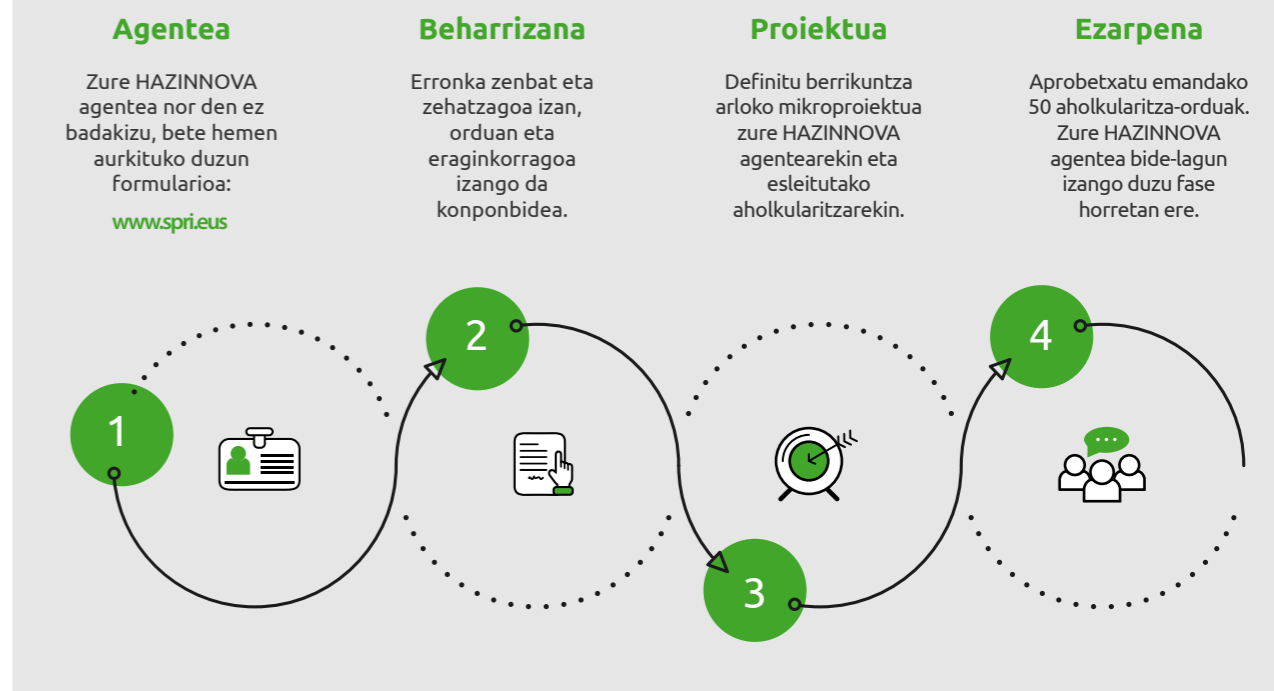 Agentea
Zure HAZINNOVA
agentea nor den ez
badakizu, bete hemen
aurkituko duzun
formularioa:
www.spri.eus
Beharrizana
Erronka zenbat eta
zehatzagoa izan,
orduan eta
eraginkorragoa
izango da
konponbidea.
Proiektua
Definitu berrikuntza
arloko mikroproiektua
zure HAZINNOVA
agentearekin eta
esleitutako
aholkularitzarekin.
Ezarpena
Aprobetxatu emandako
50 aholkularitza-orduak.
Zure HAZINNOVA
agentea bide-lagun
izango duzu fase
horretan ere.
1
2
3
4